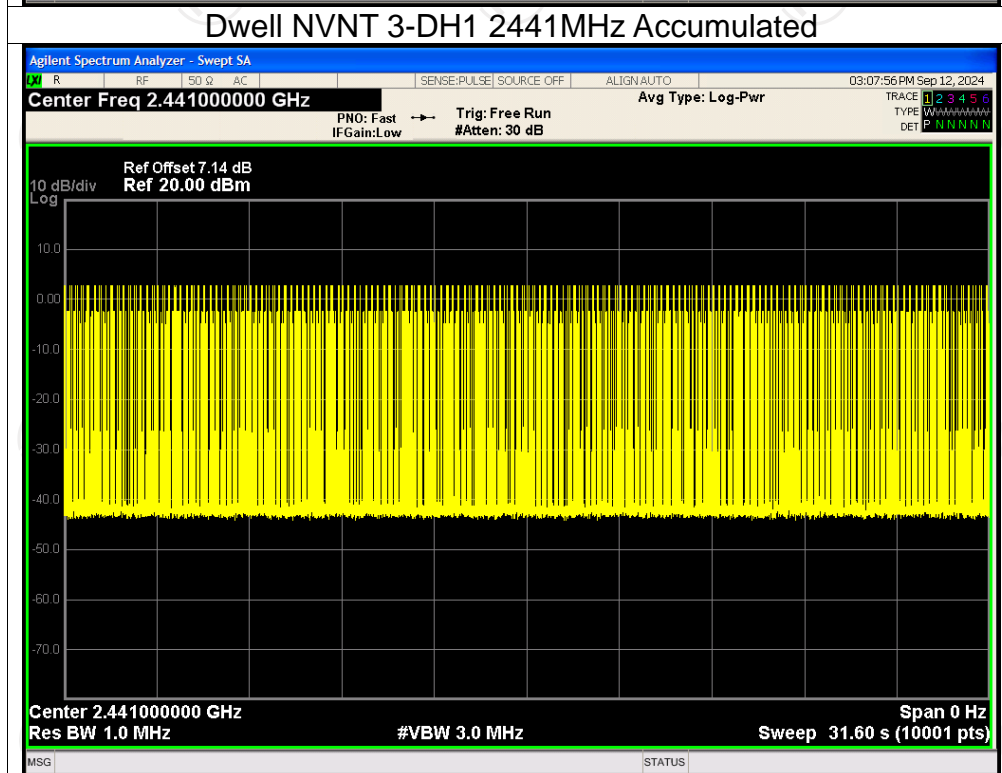 Dwell NVNT 3-DH1 2441MHz Accumulated
Agilent Spectrum Analyzer - Swept SA
LXI R RF 50 Ω AC SENSE:PULSE SOURCE OFF ALIGN AUTO 03:07:56 PM Sep 12, 2024
Center Freq 2.441000000 GHz Avg Type: Log-Pwr TRACE 1 2 3 4 5 6
PNO: Fast Trig: Free Run TYPE WWWWWW
IFGain:Low #Atten: 30 dB DET P N N N N N
Ref Offset 7.14 dB
10 dB/div Ref 20.00 dBm
Log
10.0
0.00
-10.0
-20.0
-30.0
-40.0
-50.0
-60.0
-70.0
Center 2.441000000 GHz Span 0 Hz
Res BW 1.0 MHz #VBW 3.0 MHz Sweep 31.60 s (10001 pts)
MSG STATUS